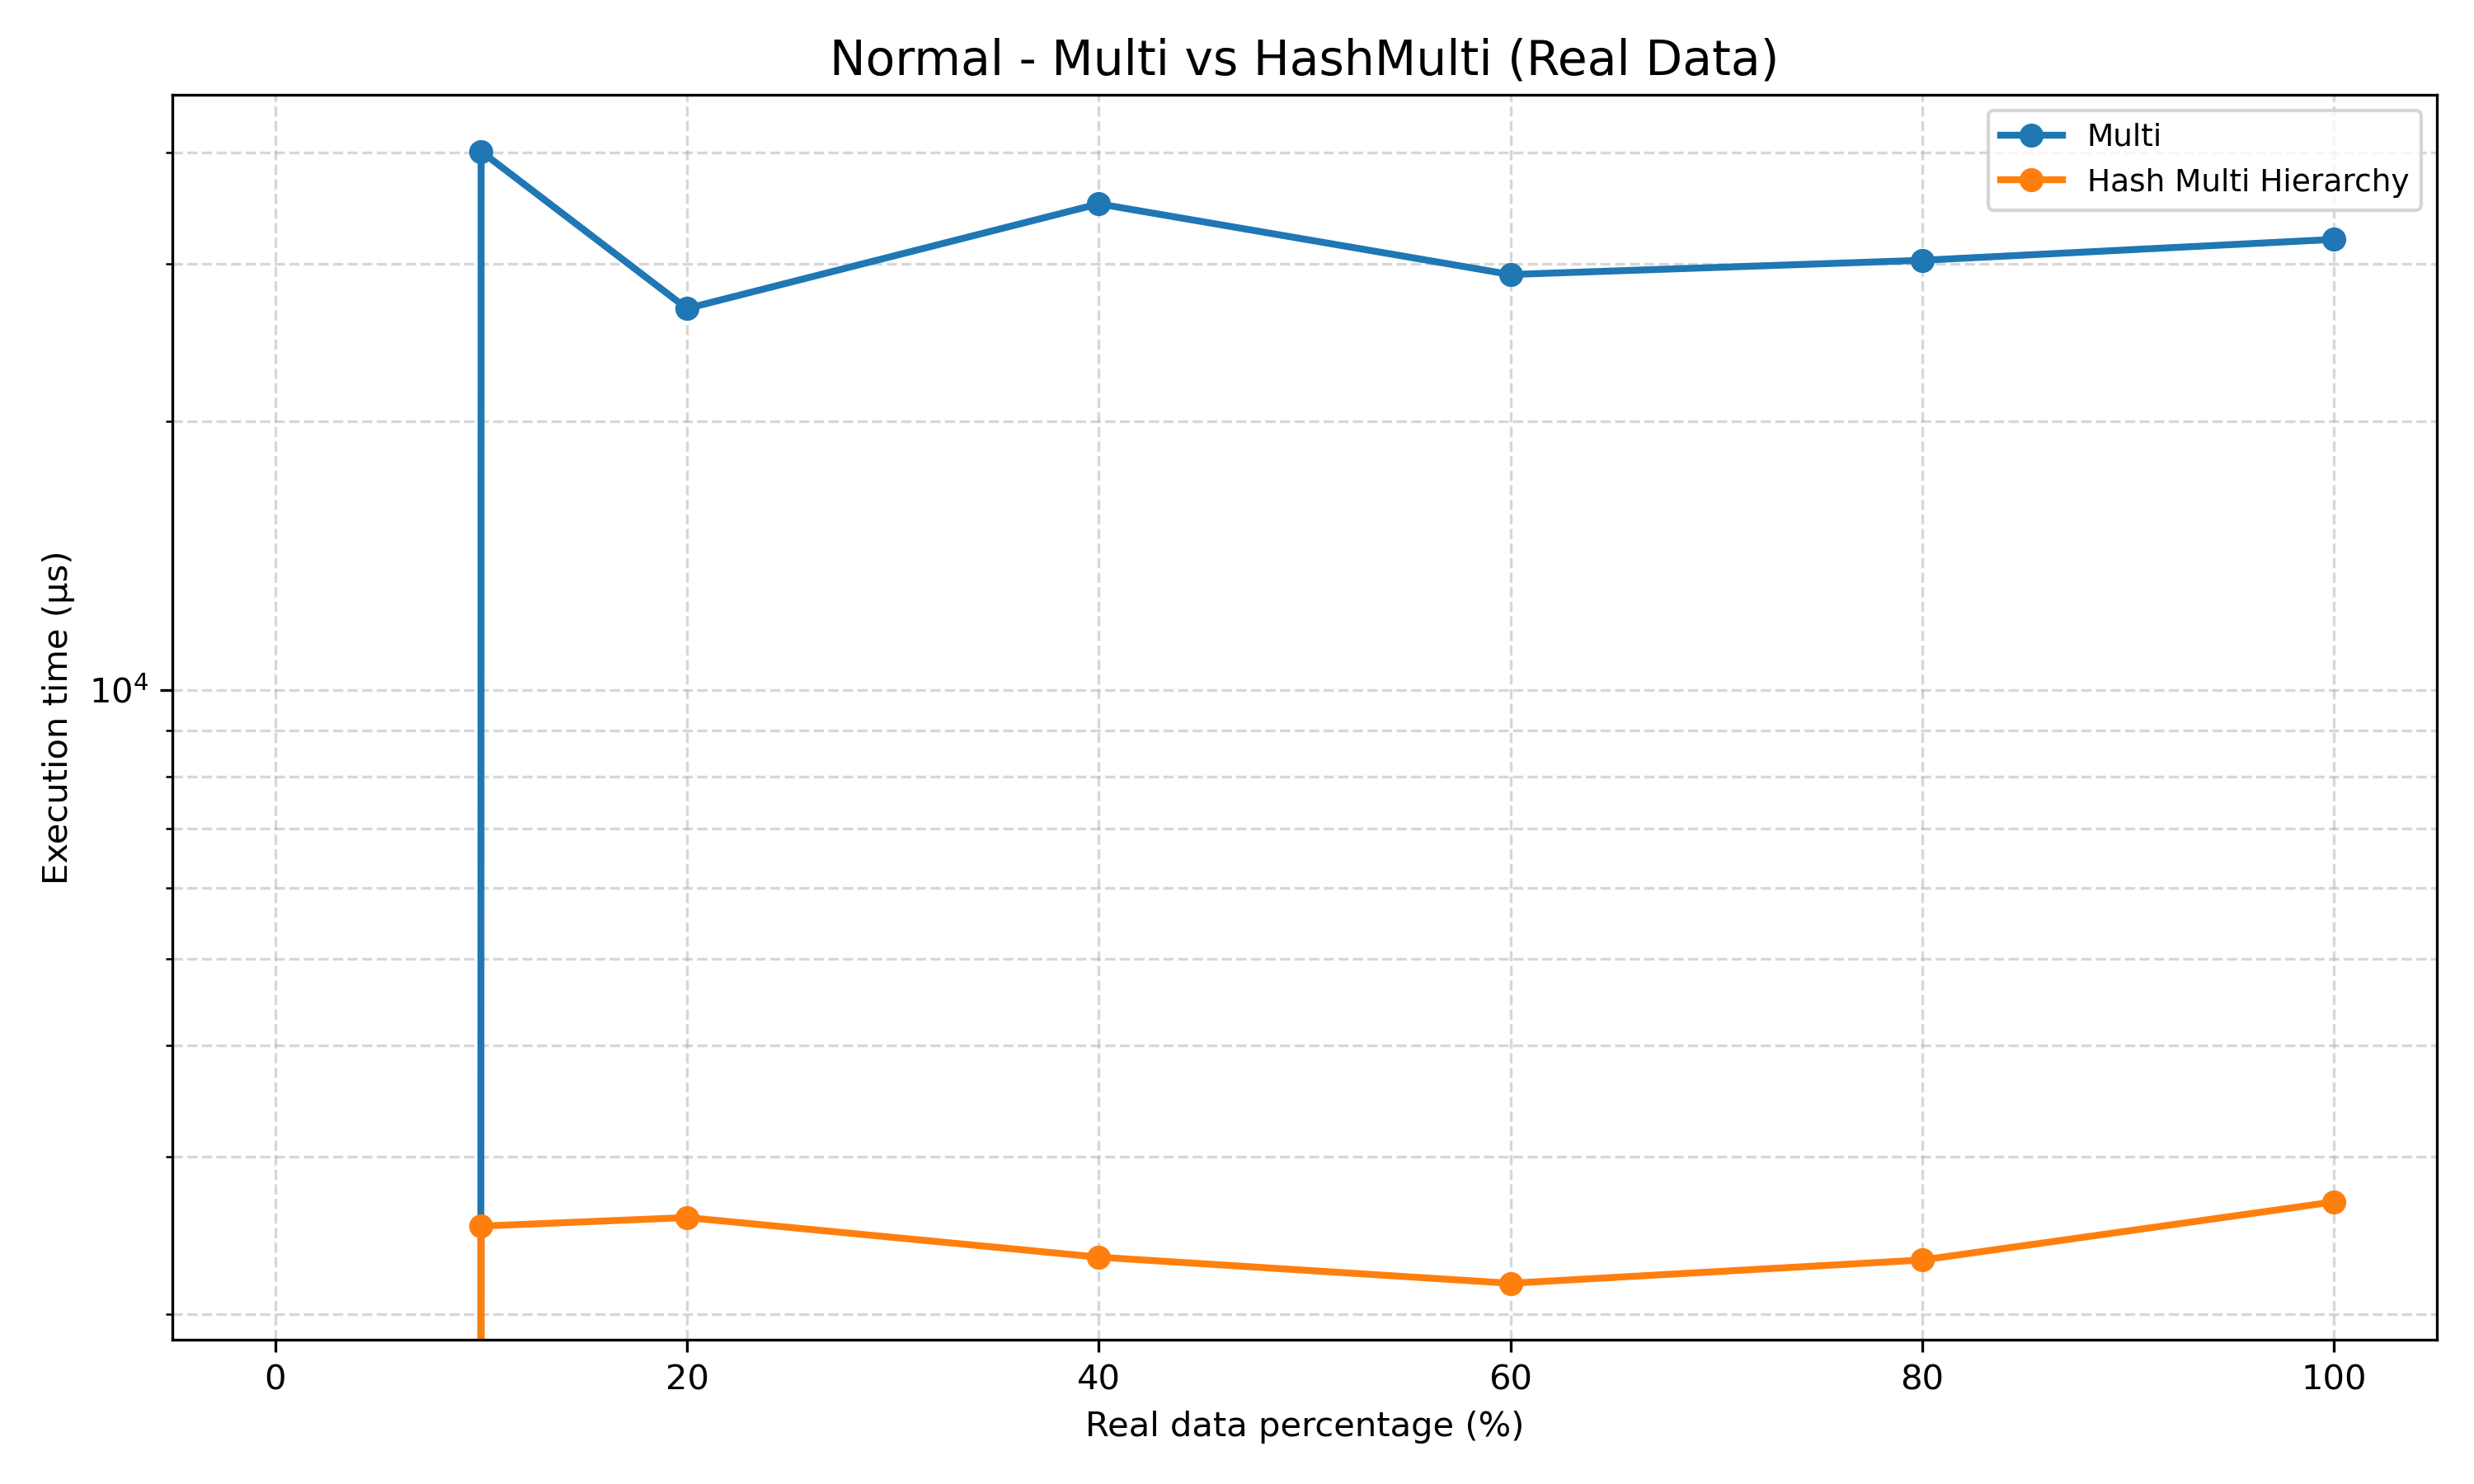 Normal - Multi vs HashMulti (Real Data)
Multi
Hash Multi Hierarchy
Execution time (µs)
10⁴
0 20 40 60 80 100
Real data percentage (%)